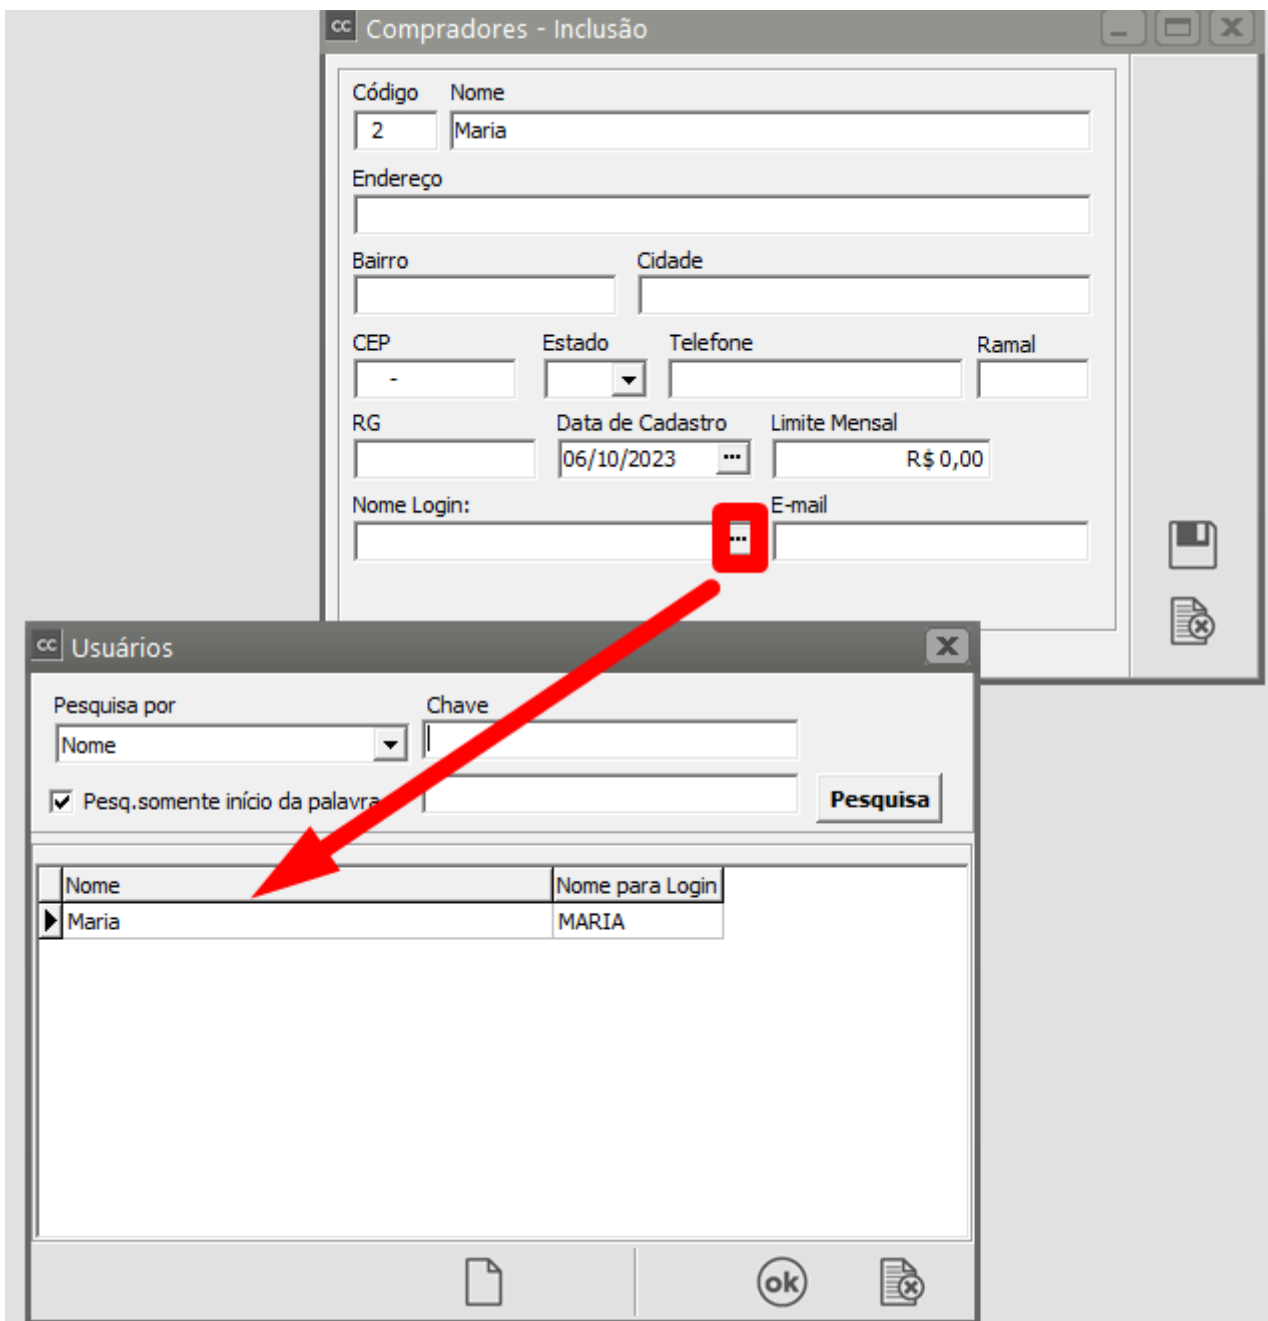 cc Compradores - Inclusão
Código Nome
2 Maria
Endereço
Bairro Cidade
CEP Estado Telefone Ramal
-
RG Data de Cadastro Limite Mensal
06/10/2023 ... R$ 0,00
Nome Login: E-mail
...
cc Usuários
Pesquisa por Chave
Nome
Pesq.somente início da palavra Pesquisa
Nome Nome para Login
Maria MARIA
ok